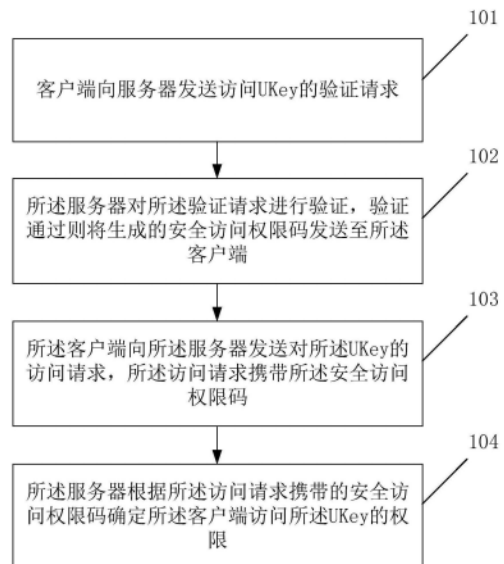 101
客户端向服务器发送访问UKey的验证请求
102
所述服务器对所述验证请求进行验证，验证
通过则将生成的安全访问权限码发送至所述
客户端
103
所述客户端向所述服务器发送对所述UKey的
访问请求，所述访问请求携带所述安全访问
权限码
104
所述服务器根据所述访问请求携带的安全访
问权限码确定所述客户端访问所述UKey的权
限